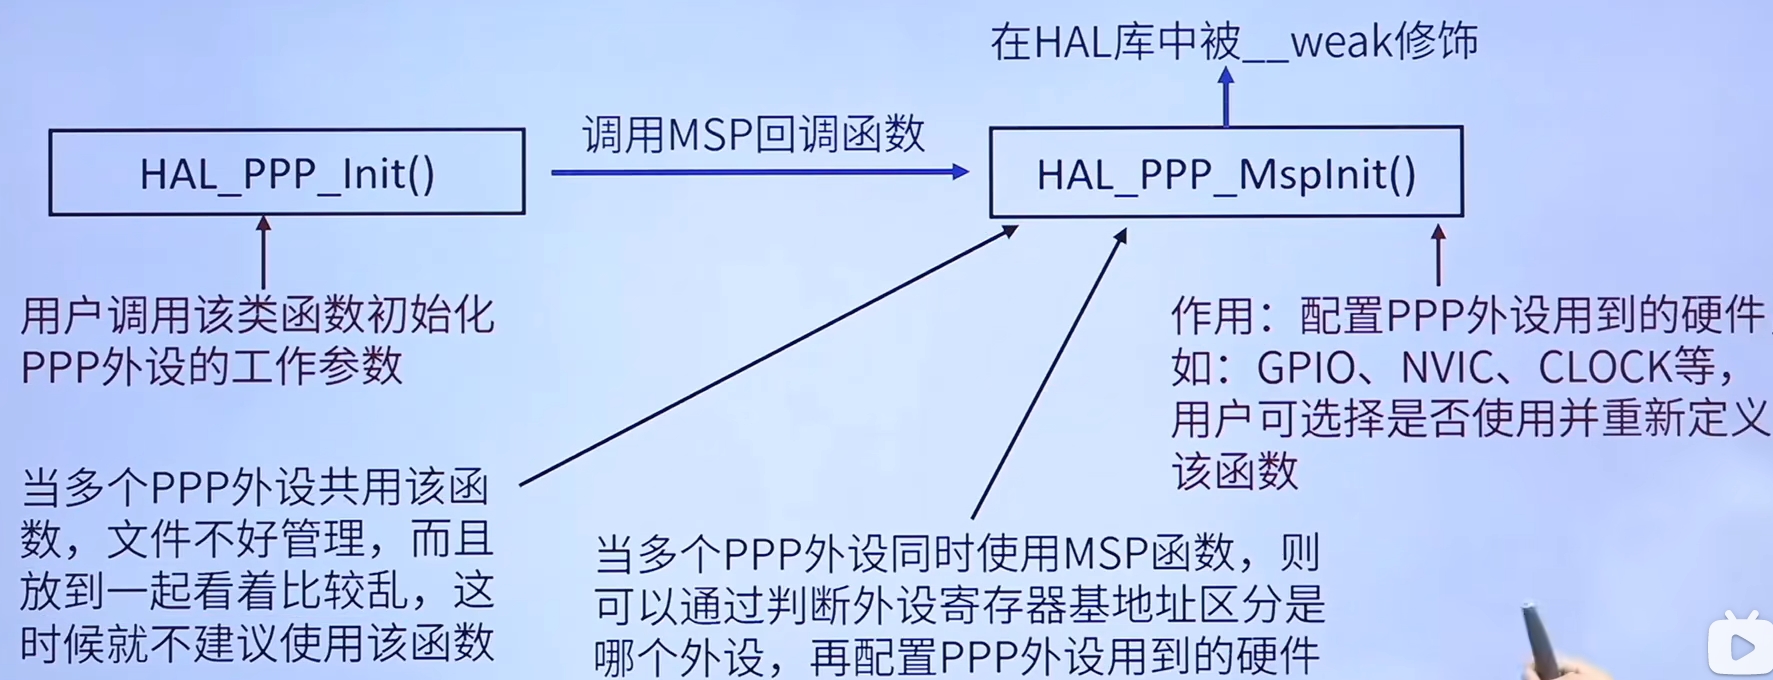 在HAL库中被__weak修饰
调用MSP回调函数
HAL_PPP_Init()
HAL_PPP_MspInit()
用户调用该类函数初始化
PPP外设的工作参数
作用：配置PPP外设用到的硬件，
如：GPIO、NVIC、CLOCK等，
用户可选择是否使用并重新定义
该函数
当多个PPP外设共用该函
数，文件不好管理，而且
放到一起看着比较乱，这
时候就不建议使用该函数
当多个PPP外设同时使用MSP函数，则
可以通过判断外设寄存器基地址区分是
哪个外设，再配置PPP外设用到的硬件